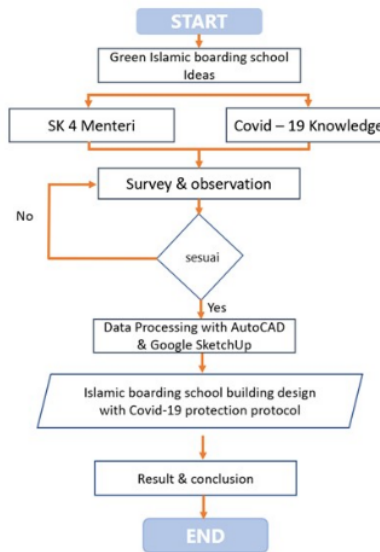 START
Green Islamic boarding school
Ideas
SK 4 Menteri
Covid – 19 Knowledge
Survey & observation
No
sesuai
Yes
Data Processing with AutoCAD
& Google SketchUp
Islamic boarding school building design
with Covid-19 protection protocol
Result & conclusion
END